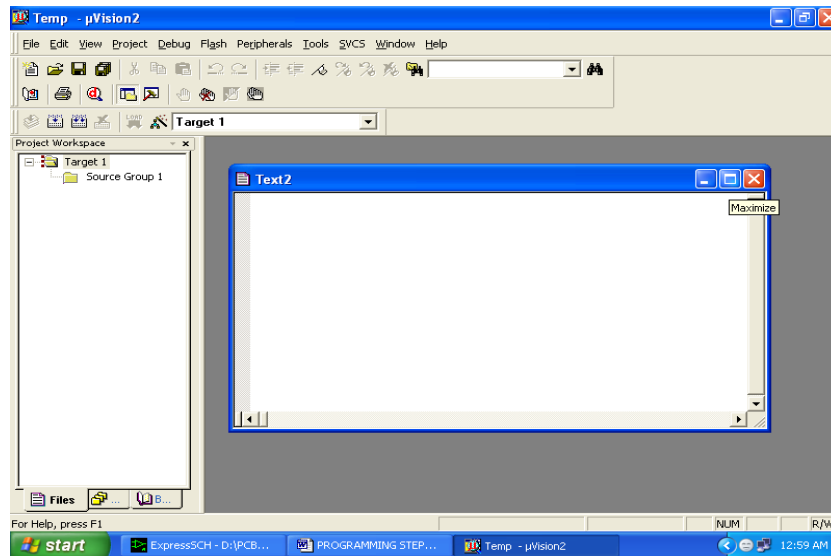 Temp - µVision2
File Edit View Project Debug Flash Peripherals Tools SVCS Window Help
LOAD Target 1
Project Workspace
Target 1
Source Group 1
Text2
Maximize
Files ... B...
For Help, press F1 NUM R/W
start ExpressSCH - D:\PCB... PROGRAMMING STEP... Temp - µVision2 12:59 AM